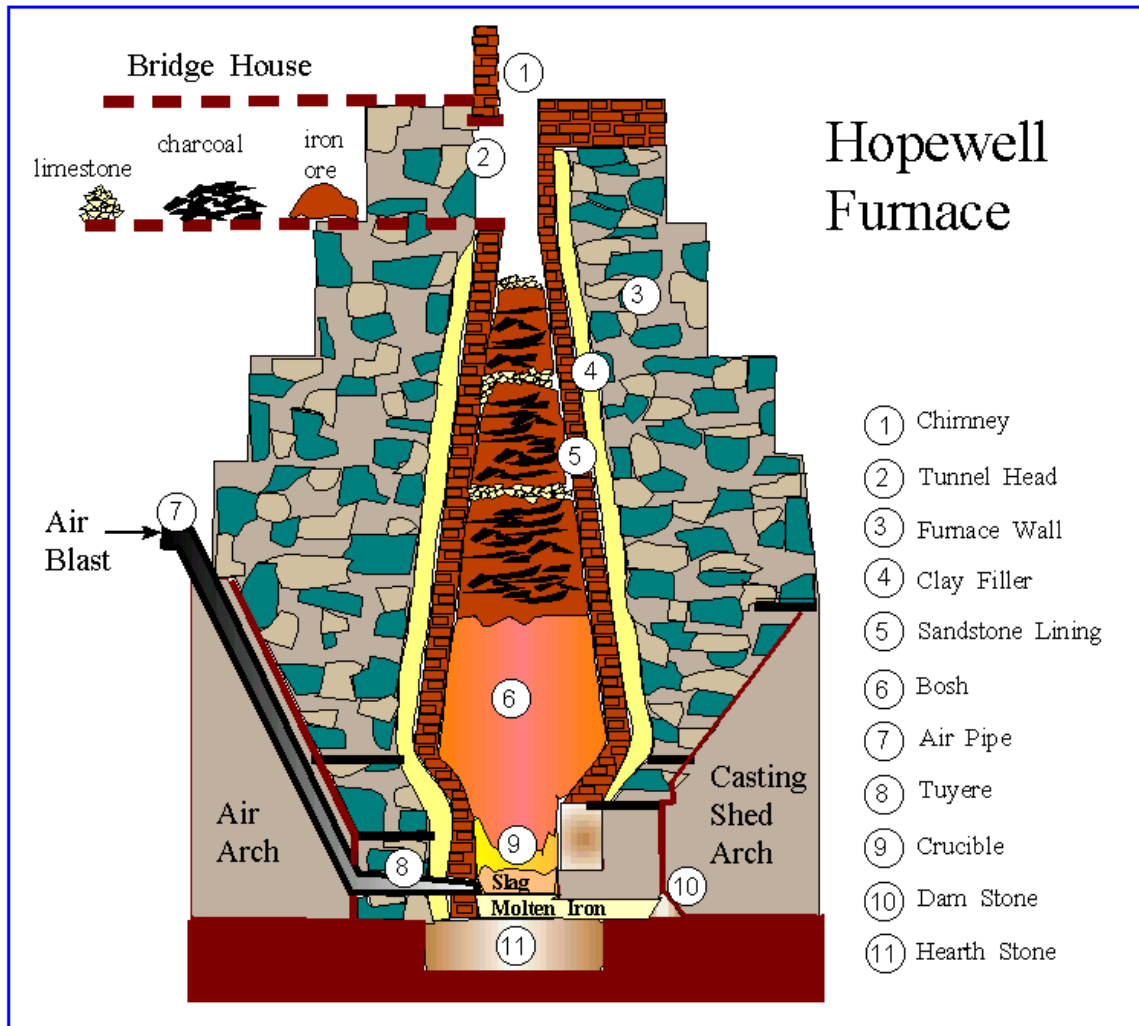 Hopewell
Furnace
Bridge House
1
limestone
charcoal
iron
ore
2
3
4
5
Air
Blast
7
6
Air
Arch
8
9
Slag
Molten Iron
10
11
Casting
Shed
Arch
1 Chimney
2 Tunnel Head
3 Furnace Wall
4 Clay Filler
5 Sandstone Lining
6 Bosh
7 Air Pipe
8 Tuyere
9 Crucible
10 Dam Stone
11 Hearth Stone